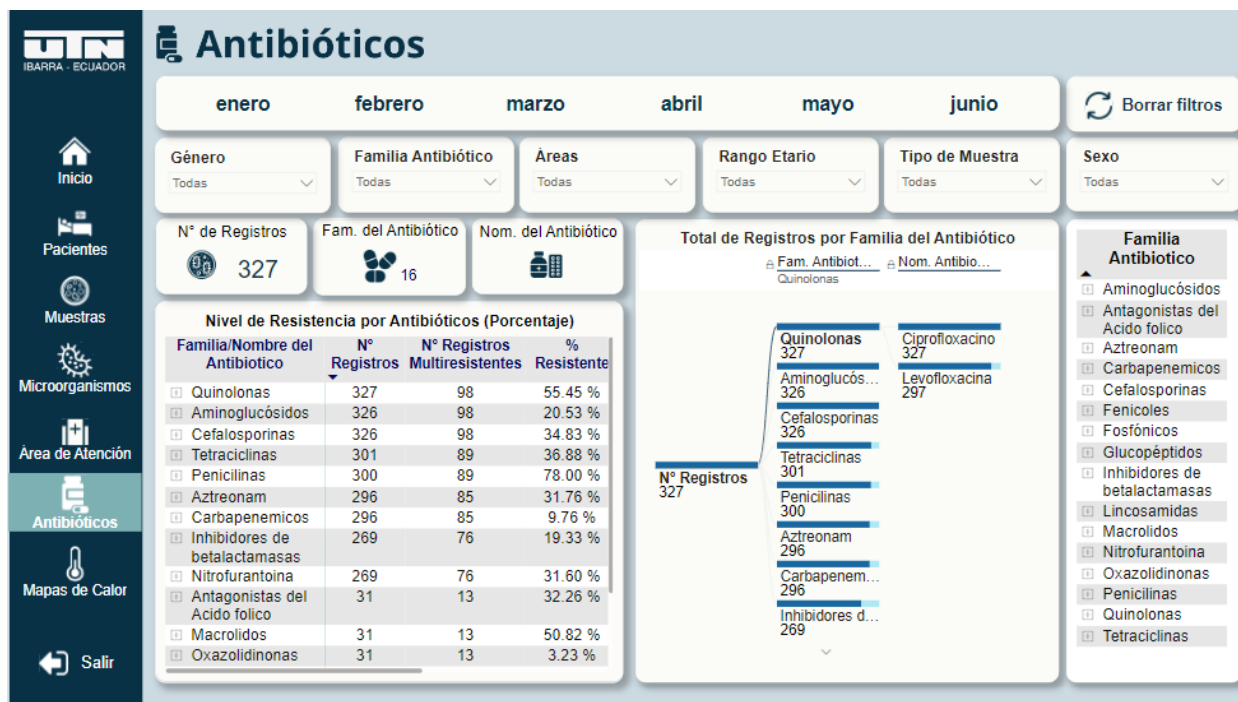 UTN
IBARRA - ECUADOR
Antibióticos
enero febrero marzo abril mayo junio
Borrar filtros
Género
Todas
Familia Antibiótico
Todas
Áreas
Todas
Rango Etario
Todas
Tipo de Muestra
Todas
Sexo
Todas
Inicio
Pacientes
Muestras
Microorganismos
Área de Atención
Antibióticos
Mapas de Calor
Salir
N° de Registros
327
Fam. del Antibiótico
16
Nom. del Antibiótico
Nivel de Resistencia por Antibióticos (Porcentaje)
Familia/Nombre del Antibiotico N° Registros N° Registros Multiresistentes % Resistente
Quinolonas 327 98 55.45 %
Aminoglucósidos 326 98 20.53 %
Cefalosporinas 326 98 34.83 %
Tetraciclinas 301 89 36.88 %
Penicilinas 300 89 78.00 %
Aztreonam 296 85 31.76 %
Carbapenemicos 296 85 9.76 %
Inhibidores de betalactamasas 269 76 19.33 %
Nitrofurantoina 269 76 31.60 %
Antagonistas del Acido folico 31 13 32.26 %
Macrolidos 31 13 50.82 %
Oxazolidinonas 31 13 3.23 %
Total de Registros por Familia del Antibiótico
Fam. Antibiot... Nom. Antibio...
Quinolonas
N° Registros
327
Quinolonas
327
Aminoglucós...
326
Cefalosporinas
326
Tetraciclinas
301
Penicilinas
300
Aztreonam
296
Carbapenem...
296
Inhibidores d...
269
Ciprofloxacino
327
Levofloxacina
297
Familia
Antibiotico
Aminoglucósidos
Antagonistas del
Acido folico
Aztreonam
Carbapenemicos
Cefalosporinas
Fenicoles
Fosfónicos
Glucopéptidos
Inhibidores de
betalactamasas
Lincosamidas
Macrolidos
Nitrofurantoina
Oxazolidinonas
Penicilinas
Quinolonas
Tetraciclinas